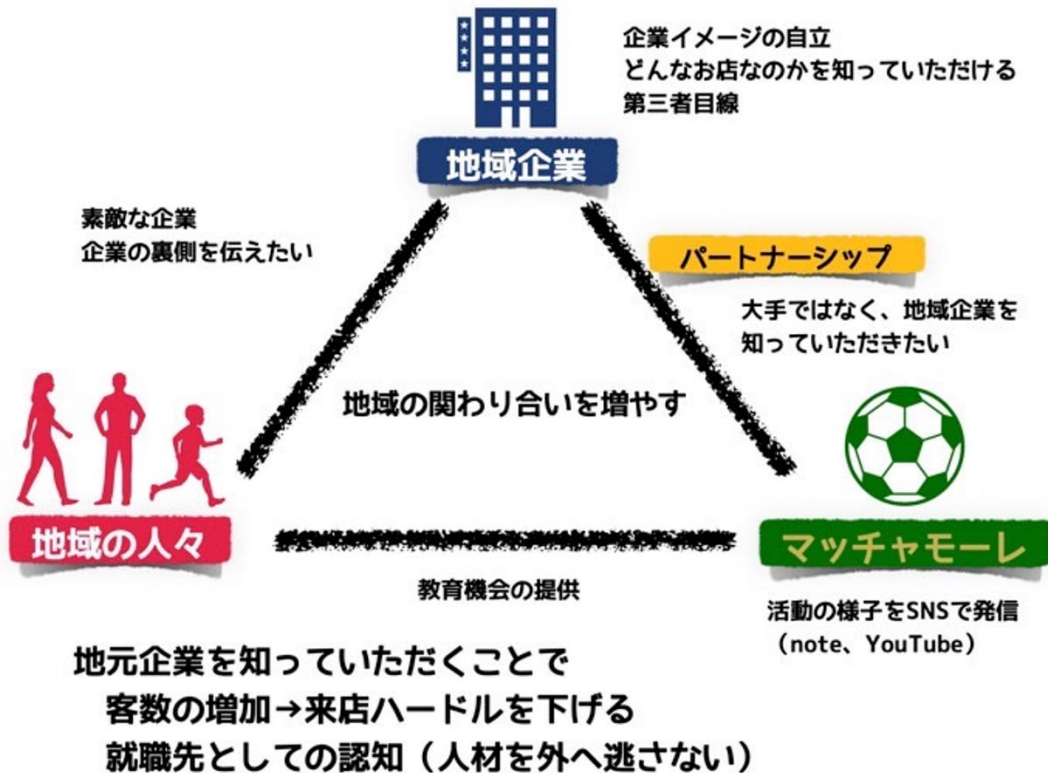 企業イメージの自立
どんなお店なのかを知っていただける
第三者目線
地域企業
素敵な企業
企業の裏側を伝えたい
パートナーシップ
大手ではなく、地域企業を
知っていただきたい
地域の関わり合いを増やす
地域の人々
マッチャモーレ
教育機会の提供
活動の様子をSNSで発信
（note、YouTube）
地元企業を知っていただくことで
客数の増加→来店ハードルを下げる
就職先としての認知（人材を外へ逃さない）